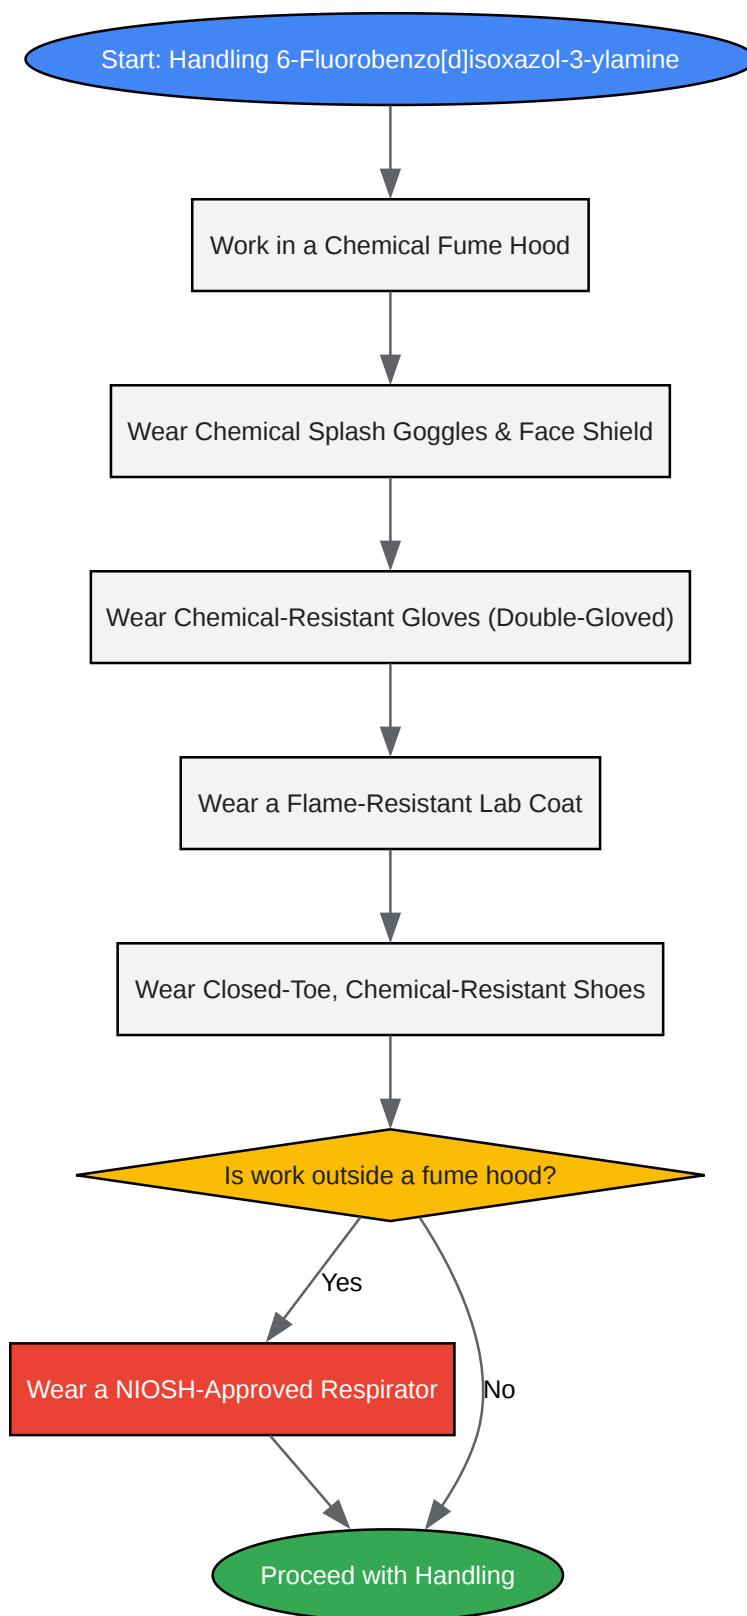 Start: Handling 6-Fluorobenzo[d]isoxazol-3-ylamine
Work in a Chemical Fume Hood
Wear Chemical Splash Goggles & Face Shield
Wear Chemical-Resistant Gloves (Double-Gloved)
Wear a Flame-Resistant Lab Coat
Wear Closed-Toe, Chemical-Resistant Shoes
Is work outside a fume hood?
Yes
Wear a NIOSH-Approved Respirator
No
Proceed with Handling